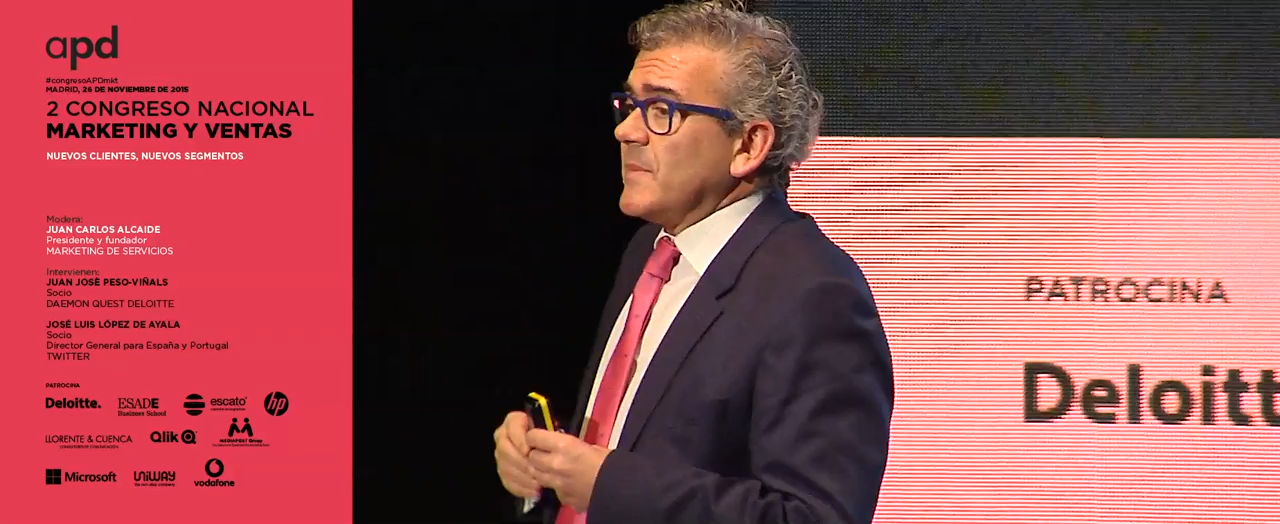 apd
#congresoAPDmkt
MADRID, 26 DE NOVIEMBRE DE 2015
2 CONGRESO NACIONAL
MARKETING Y VENTAS
NUEVOS CLIENTES, NUEVOS SEGMENTOS
Modera:
JUAN CARLOS ALCAIDE
Presidente y fundador
MARKETING DE SERVICIOS
Intervienen:
JUAN JOSÉ PESO-VIÑALS
Socio
DAEMON QUEST DELOITTE
JOSÉ LUIS LÓPEZ DE AYALA
Socio
Director General para España y Portugal
TWITTER
PATROCINA
Deloitte.
ESADE
Business School
escato
hp
LLORENTE & CUENCA
Qlik Q
MEDIAPOST Group
Microsoft
UNIWAY
vodafone
PATROCINA
Deloitt